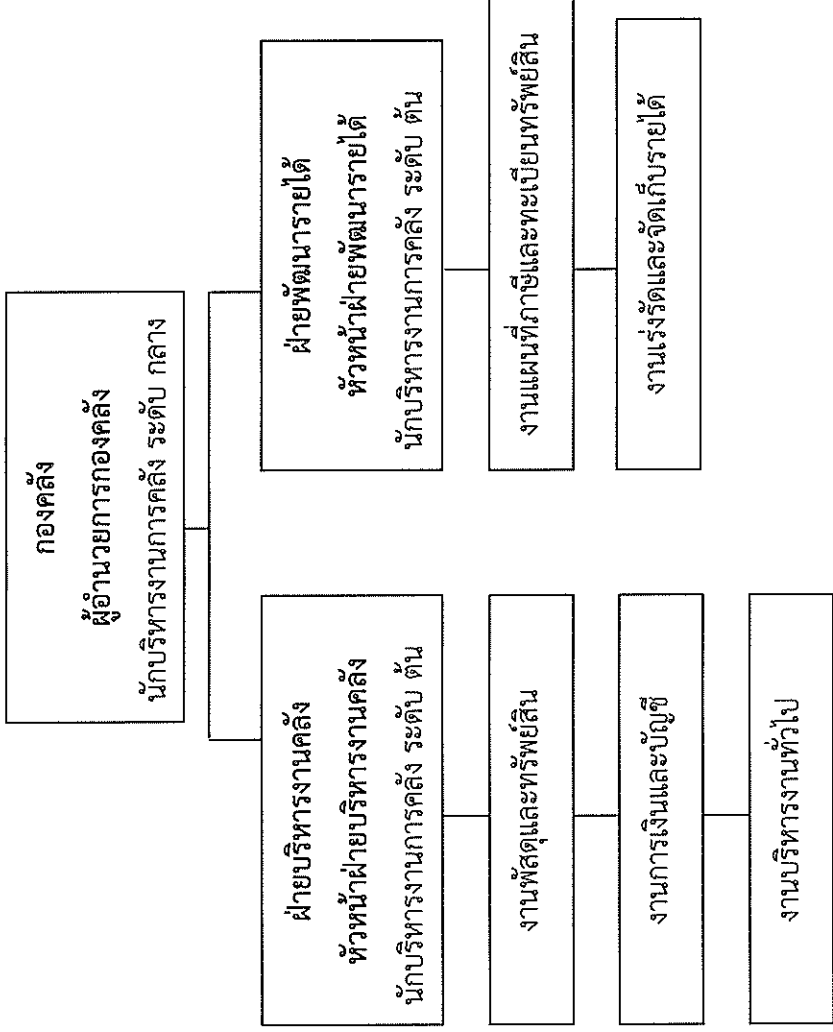 กองคลัง
ผู้อำนวยการกองคลัง
นักบริหารงานการคลัง ระดับ กลาง
ฝ่ายบริหารงานคลัง
หัวหน้าฝ่ายบริหารงานคลัง
นักบริหารงานการคลัง ระดับ ต้น
งานพัสดุและทรัพย์สิน
งานการเงินและบัญชี
งานบริหารงานทั่วไป
ฝ่ายพัฒนารายได้
หัวหน้าฝ่ายพัฒนารายได้
นักบริหารงานการคลัง ระดับ ต้น
งานแผนที่ภาษีและทะเบียนทรัพย์สิน
งานเร่งรัดและจัดเก็บรายได้